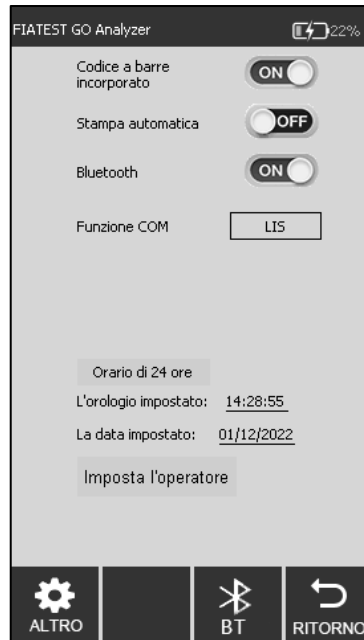 FIATEST GO Analyzer 22%
Codice a barre
incorporato ON
Stampa automatica OFF
Bluetooth ON
Funzione COM LIS
Orario di 24 ore
L'orologio impostato: 14:28:55
La data impostato: 01/12/2022
Imposta l'operatore
ALTRO BT RITORNO